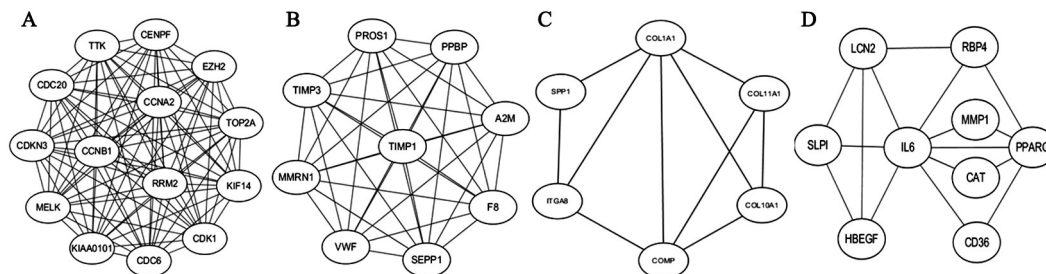 A
TTK
CENPF
CDC20
EZH2
CCNA2
TOP2A
CDKN3
CCNB1
RRM2
KIF14
MELK
KIAA0101
CDC6
CDK1
B
PROS1
PPBP
TIMP3
A2M
TIMP1
MMRN1
F8
VWF
SEPP1
C
COL1A1
SPP1
COL11A1
ITGA8
COL10A1
COMP
D
LCN2
RBP4
MMP1
SLPI
IL6
PPARG
CAT
HBEGF
CD36